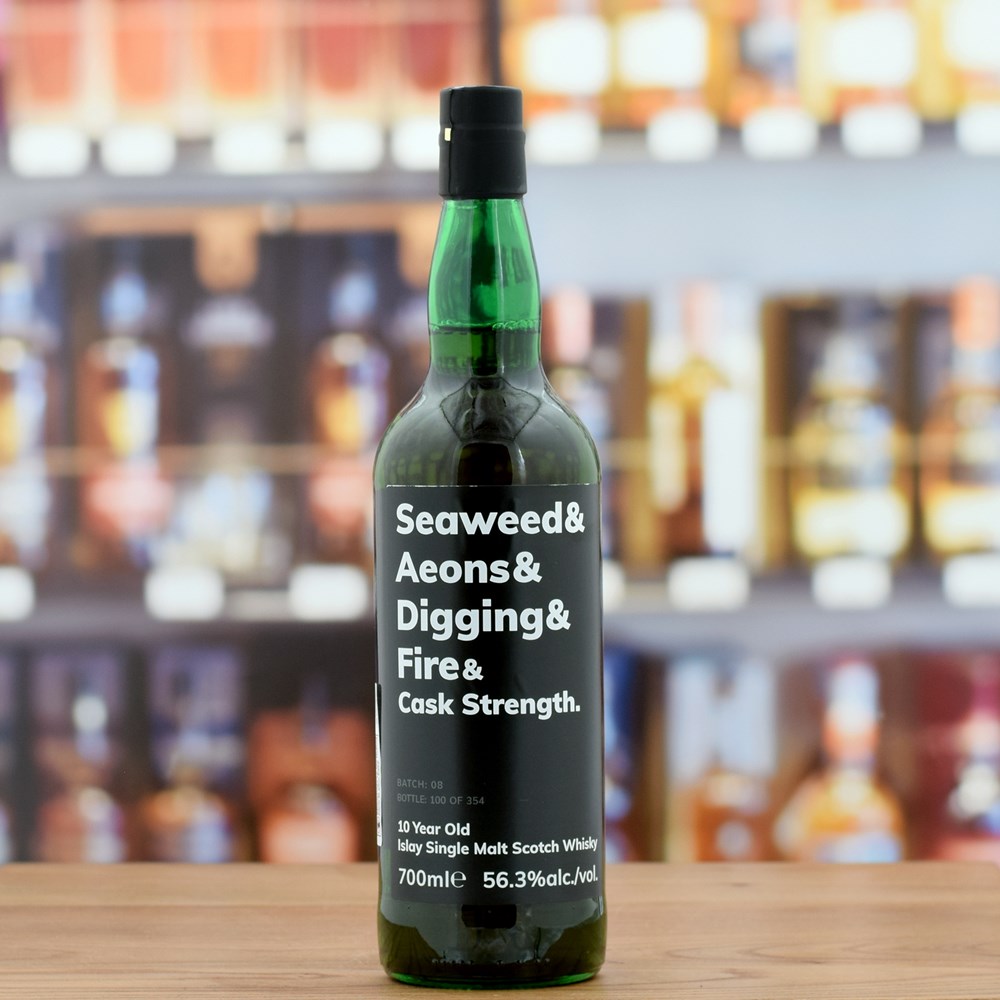 Seaweed&
Aeons&
Digging&
Fire&
Cask Strength.
BATCH: 08
BOTTLE: 100 OF 354
10 Year Old
Islay Single Malt Scotch Whisky
700ml℮ 56.3%alc./vol.